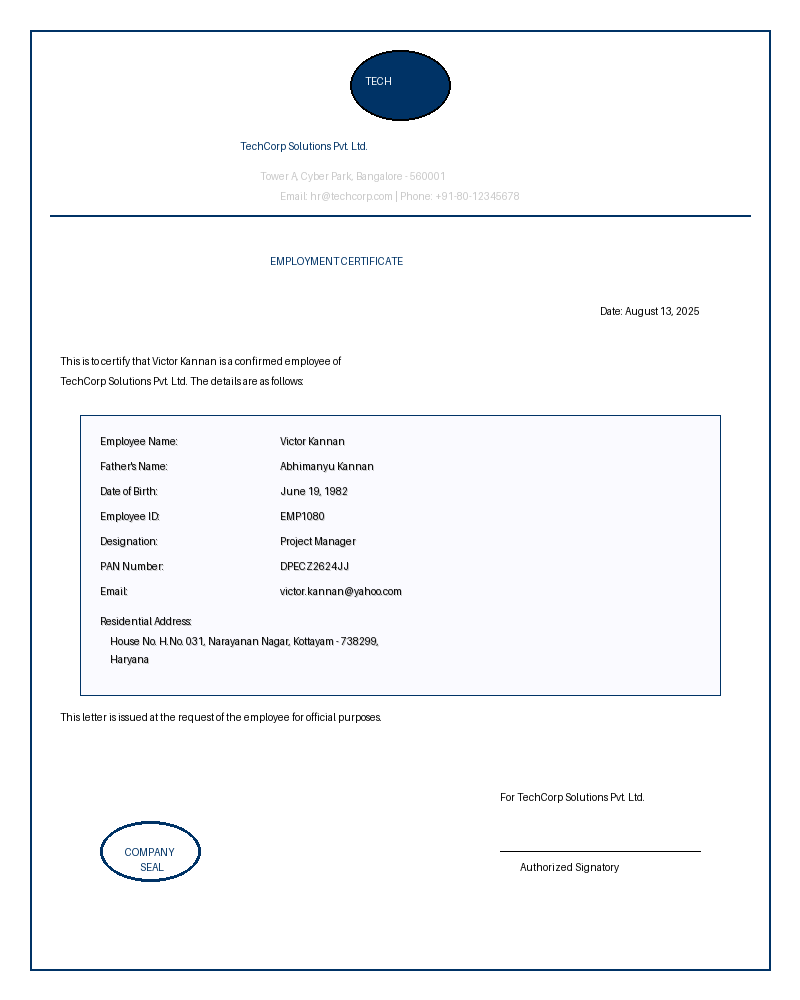 TECH
TechCorp Solutions Pvt. Ltd.
Tower A, Cyber Park, Bangalore - 560001
Email: hr@techcorp.com | Phone: +91-80-12345678
EMPLOYMENT CERTIFICATE
Date: August 13, 2025
This is to certify that Victor Kannan is a confirmed employee of
TechCorp Solutions Pvt. Ltd. The details are as follows:
Employee Name: Victor Kannan
Father's Name: Abhimanyu Kannan
Date of Birth: June 19, 1982
Employee ID: EMP1080
Designation: Project Manager
PAN Number: DPECZ2624JJ
Email: victor.kannan@yahoo.com
Residential Address:
House No. H.No. 031, Narayanan Nagar, Kottayam - 738299,
Haryana
This letter is issued at the request of the employee for official purposes.
For TechCorp Solutions Pvt. Ltd.
COMPANY
SEAL
Authorized Signatory